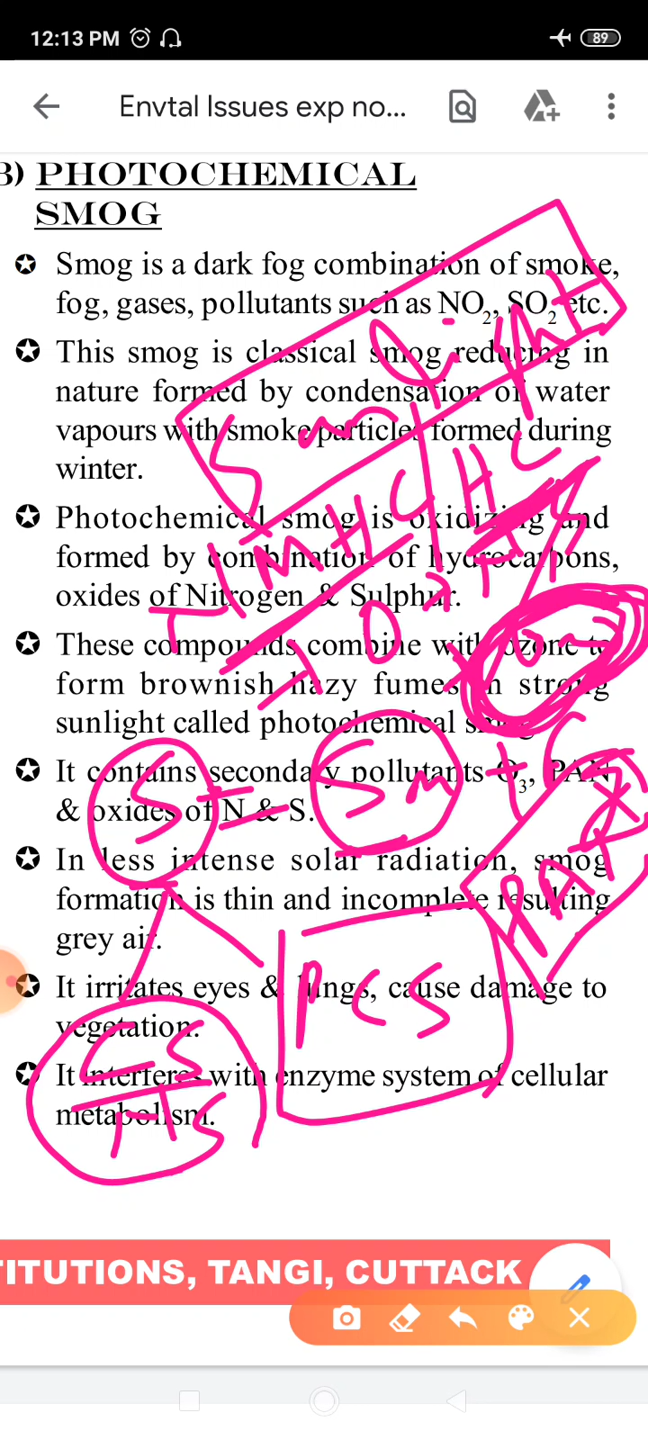 12:13 PM
89
Envtal Issues exp no...
3) PHOTOCHEMICAL
SMOG
Smog is a dark fog combination of smoke,
fog, gases, pollutants such as NO2, SO2 etc.
This smog is classical smog reducing in
nature formed by condensation of water
vapours with smoke particles formed during
winter.
Photochemical smog is oxidizing and
formed by combination of hydrocarbons,
oxides of Nitrogen & Sulphur.
These compounds combine with ozone to
form brownish hazy fumes in strong
sunlight called photochemical smog.
It contains secondary pollutants O3, PAN
& oxides of N & S.
In less intense solar radiation, smog
formation is thin and incomplete resulting
grey air.
It irritates eyes & lungs, cause damage to
vegetation.
It interferes with enzyme system of cellular
metabolism.
Sunlight
NMHC
HC
S = Sm +
PCS
CS
TITUTIONS, TANGI, CUTTACK